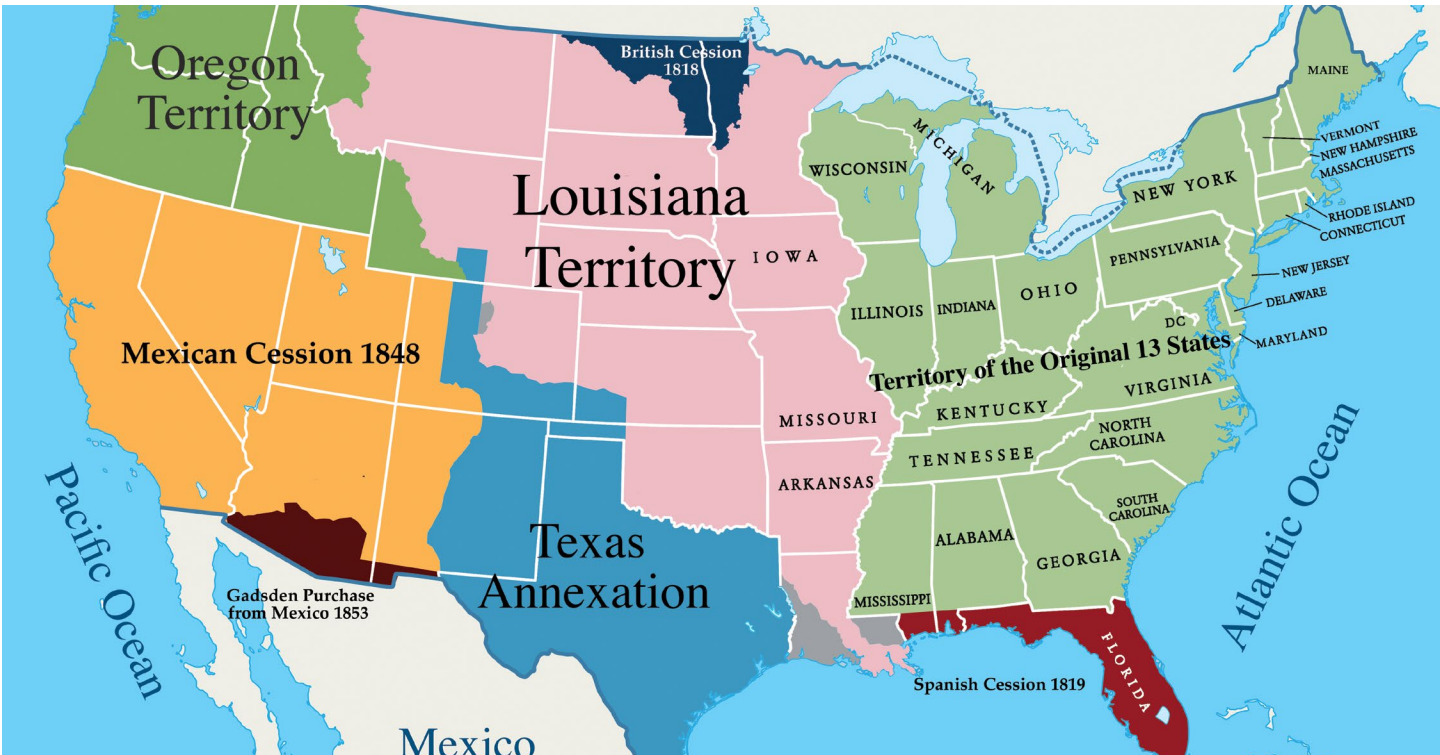 Oregon
Territory
British Cession
1818
MAINE
VERMONT
NEW HAMPSHIRE
MASSACHUSETTS
MICHIGAN
WISCONSIN
NEW YORK
Louisiana
Territory
RHODE ISLAND
CONNECTICUT
IOWA
PENNSYLVANIA
NEW JERSEY
ILLINOIS
INDIANA
OHIO
DELAWARE
DC
MARYLAND
Mexican Cession 1848
Territory of the Original 13 States
VIRGINIA
MISSOURI
KENTUCKY
NORTH
CAROLINA
TENNESSEE
ARKANSAS
SOUTH
CAROLINA
Pacific Ocean
Atlantic Ocean
Texas
Annexation
ALABAMA
GEORGIA
Gadsden Purchase
from Mexico 1853
MISSISSIPPI
FLORIDA
Spanish Cession 1819
Mexico